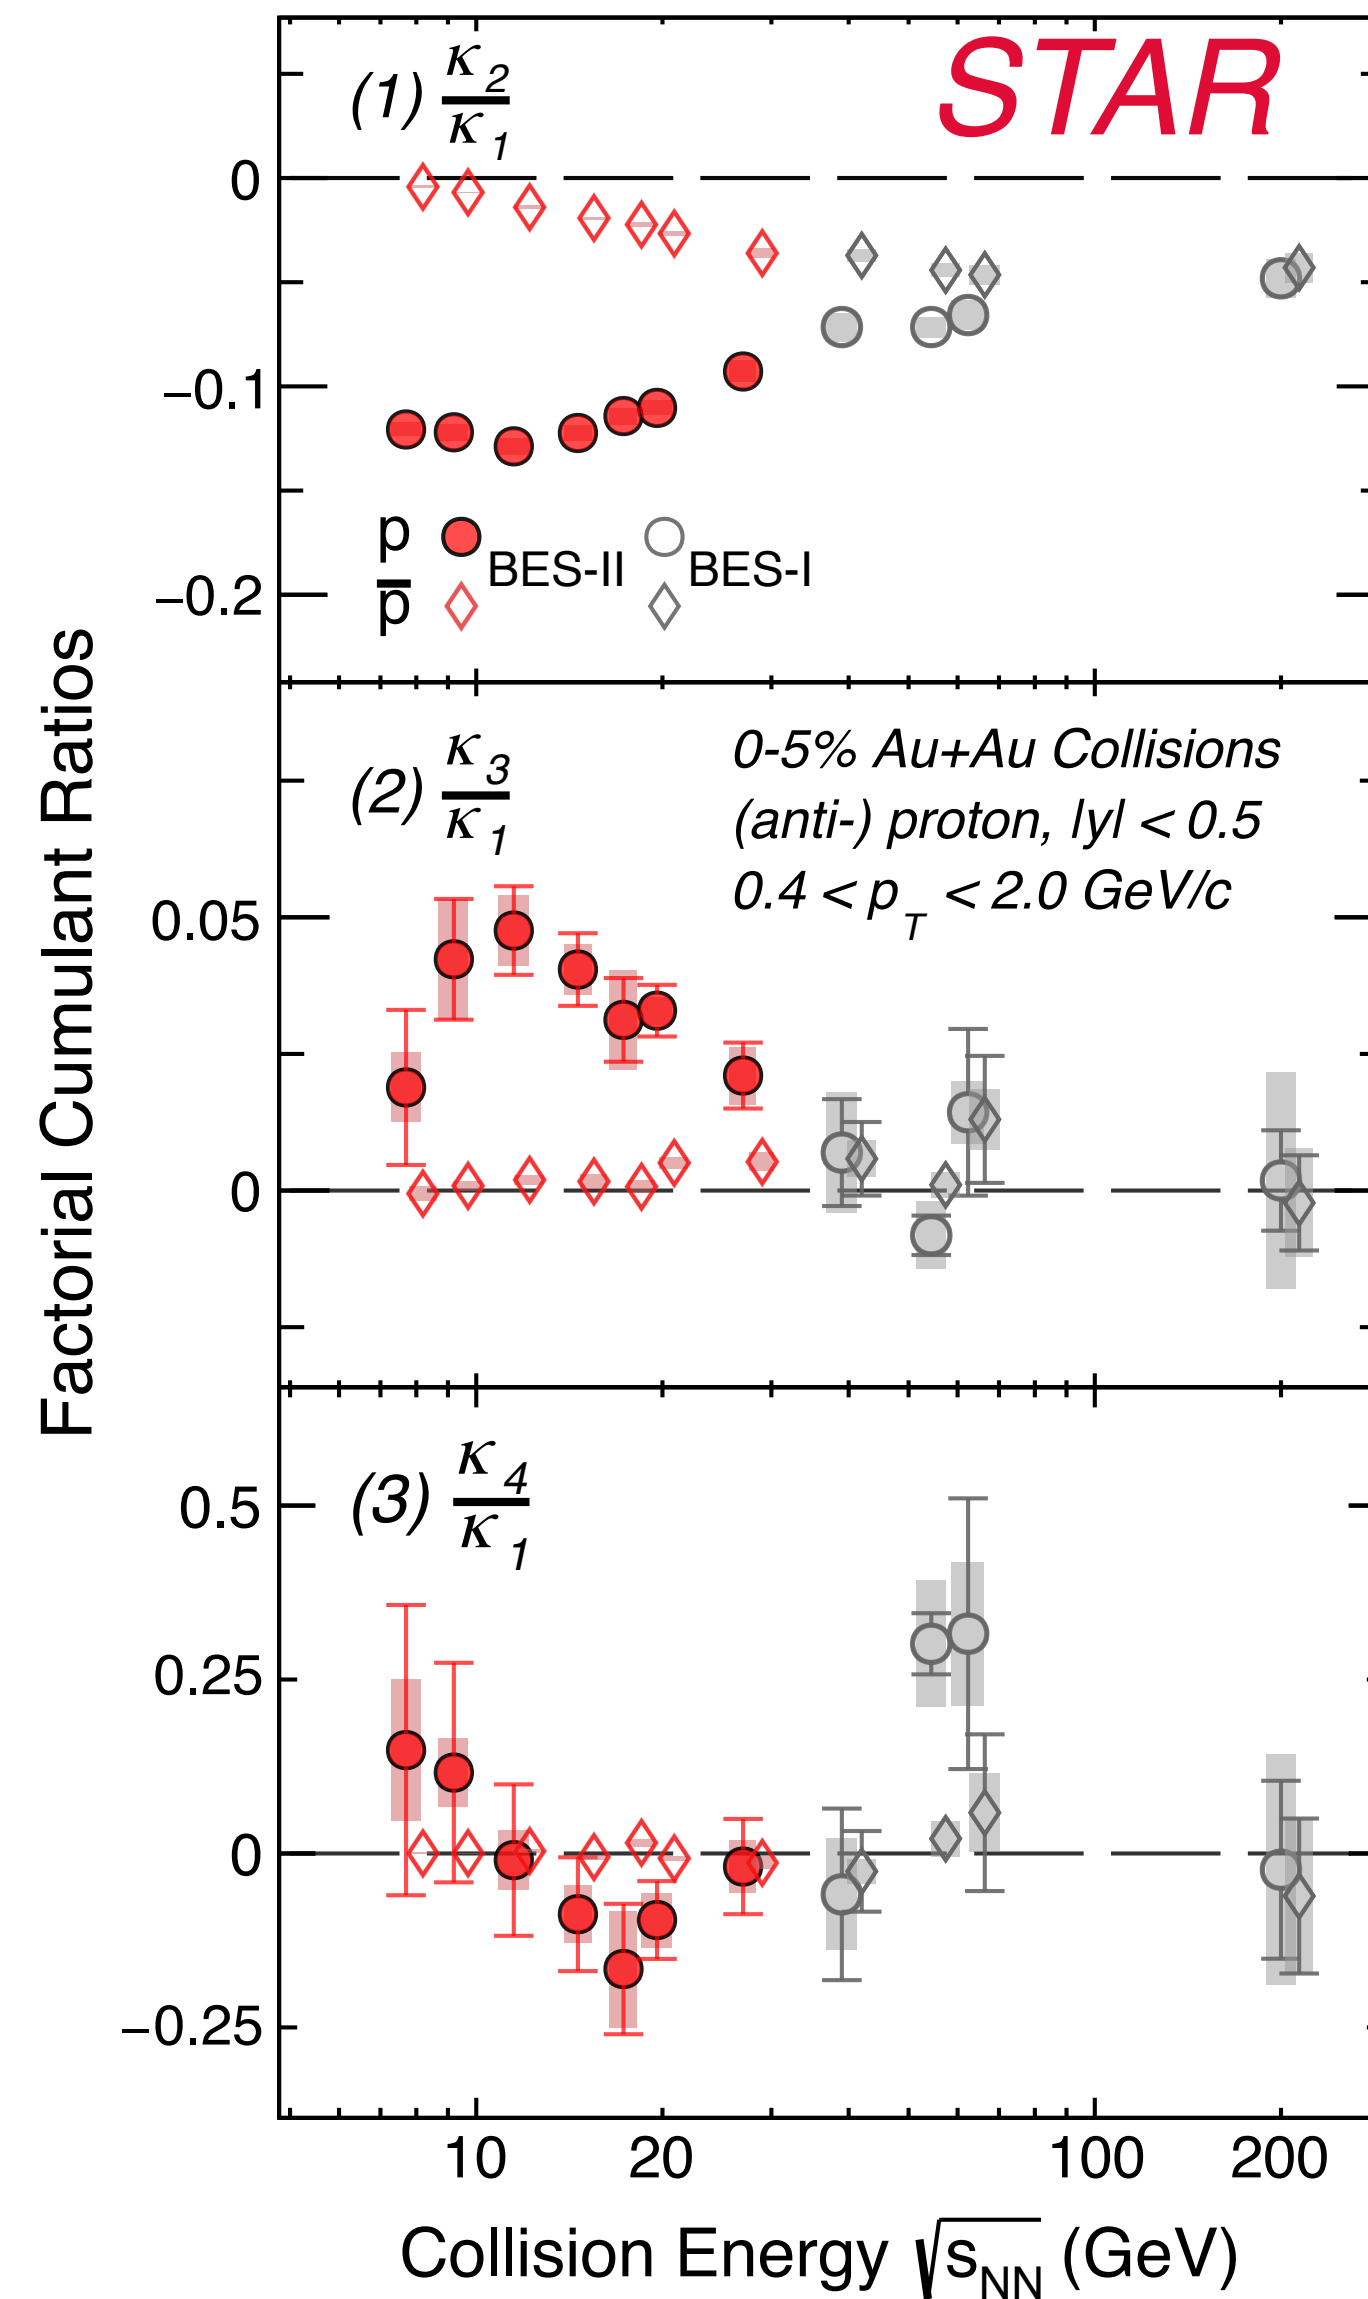 STAR
(1) κ2
κ1
0
−0.1
−0.2
p
p̄
BES-II
BES-I
(2) κ3
κ1
0-5% Au+Au Collisions
(anti-) proton, lyl < 0.5
0.4 < pT < 2.0 GeV/c
0.05
0
(3) κ4
κ1
0.5
0.25
0
−0.25
10 20 100 200
Collision Energy √sNN (GeV)
Factorial Cumulant Ratios